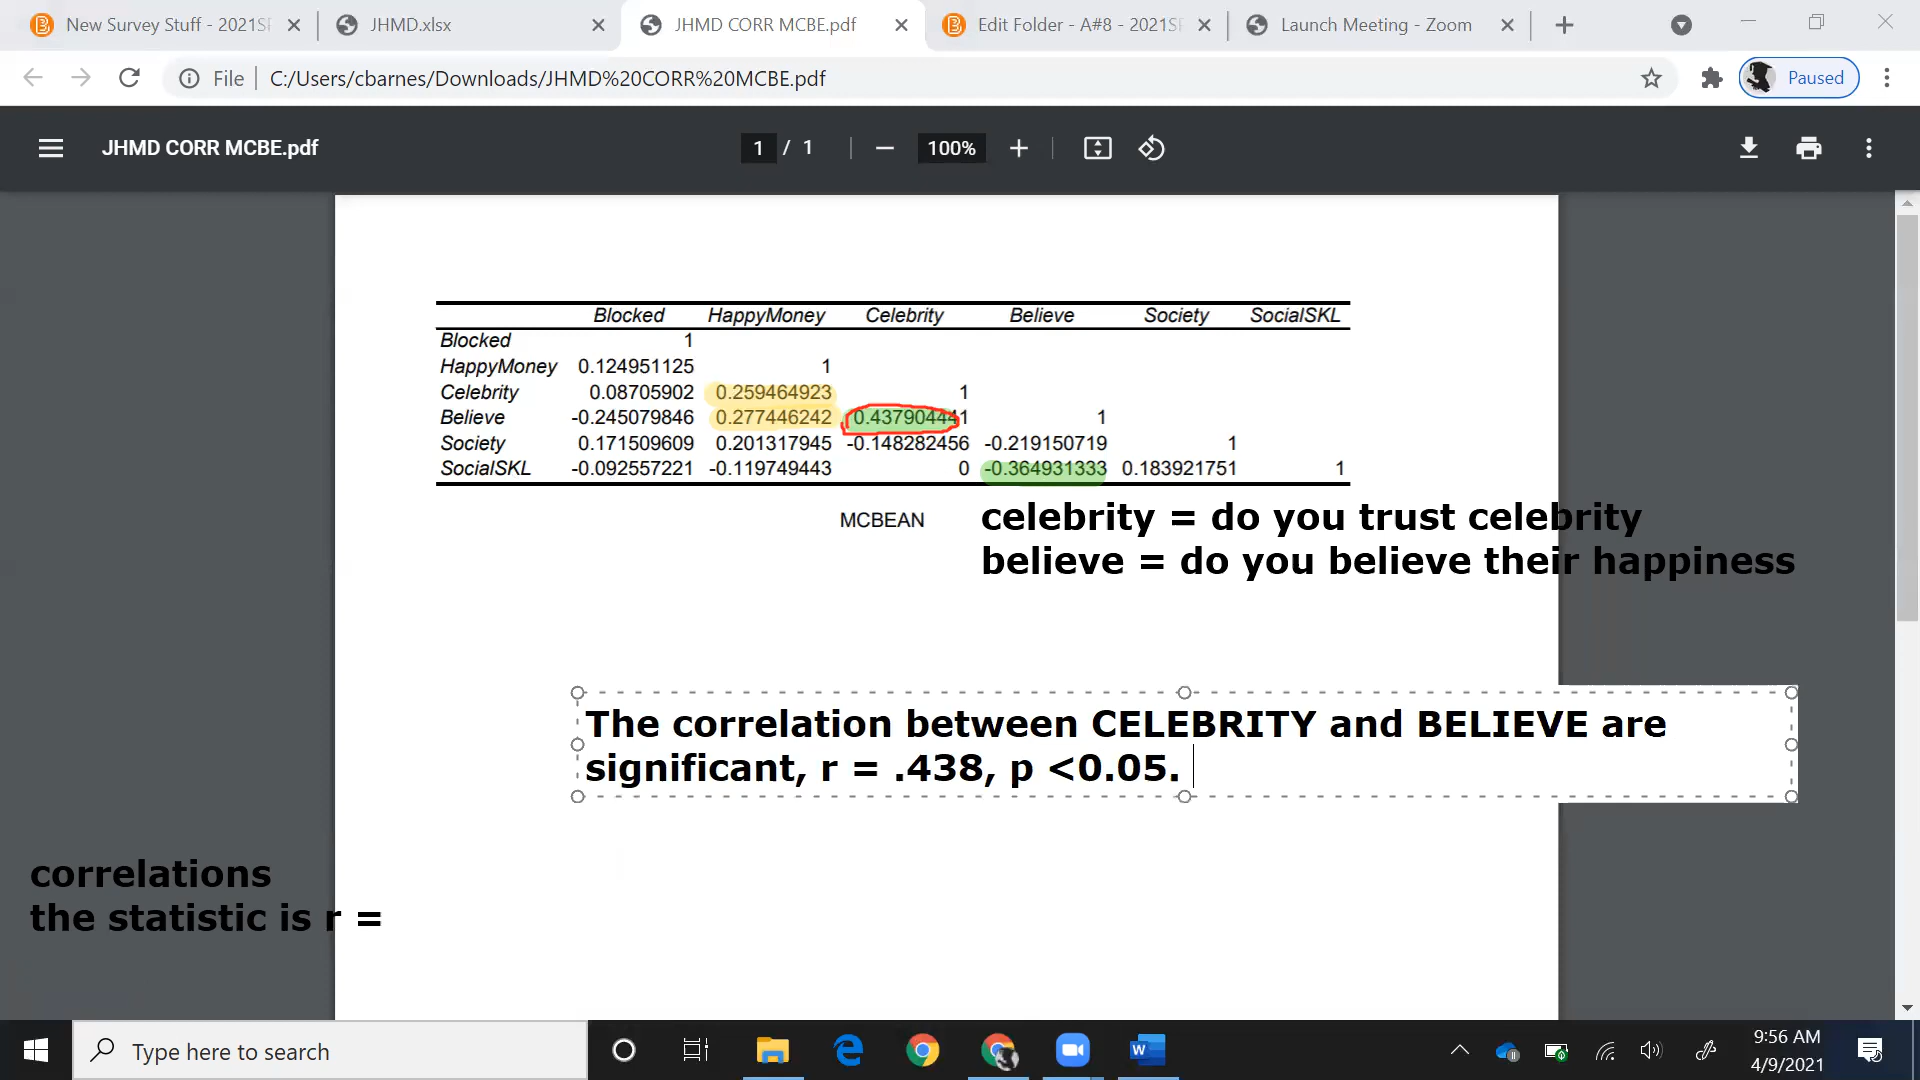 New Survey Stuff - 2021SP
JHMD.xlsx
JHMD CORR MCBE.pdf
Edit Folder - A#8 - 2021SP
Launch Meeting - Zoom
File
C:/Users/cbarnes/Downloads/JHMD%20CORR%20MCBE.pdf
Paused
JHMD CORR MCBE.pdf
1 / 1
100%
Blocked HappyMoney Celebrity Believe Society SocialSKL
Blocked 1
HappyMoney 0.124951125 1
Celebrity 0.08705902 0.259464923 1
Believe -0.245079846 0.277446242 0.437904441 1
Society 0.171509609 0.201317945 -0.148282456 -0.219150719 1
SocialSKL -0.092557221 -0.119749443 0 -0.364931333 0.183921751 1
MCBEAN
celebrity = do you trust celebrity
believe = do you believe their happiness
The correlation between CELEBRITY and BELIEVE are
significant, r = .438, p <0.05.
correlations
the statistic is r =
Type here to search
9:56 AM
4/9/2021